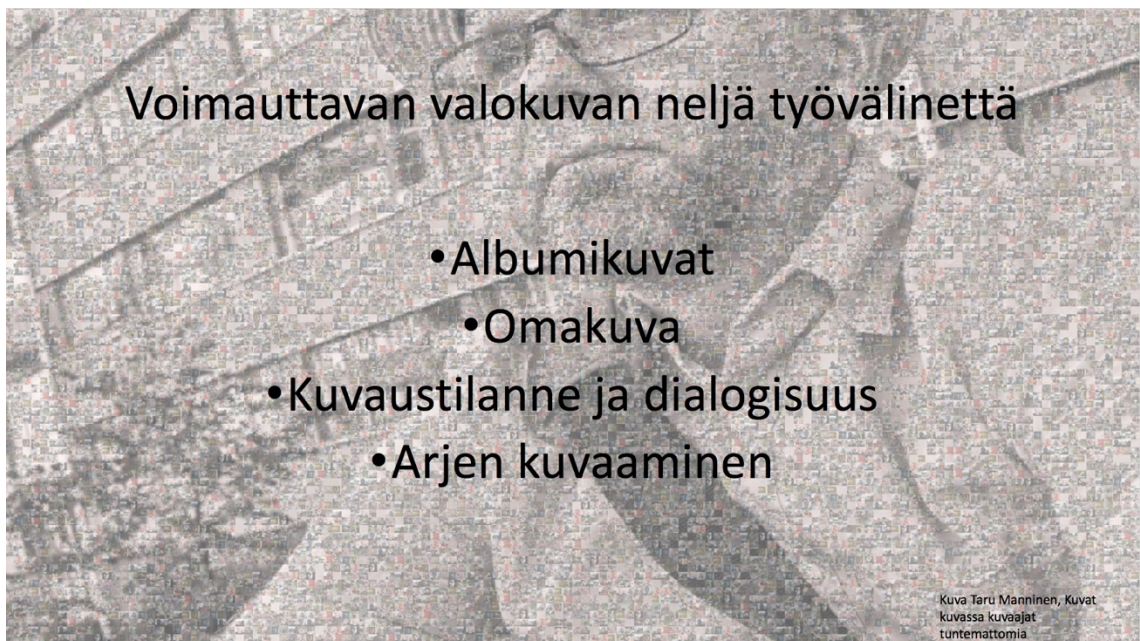 Voimauttavan valokuvan neljä työvälinettä
•Albumikuvat
•Omakuva
•Kuvaustilanne ja dialogisuus
•Arjen kuvaaminen
Kuva Taru Manninen, Kuvat
kuvassa kuvaajat
tuntemattomia